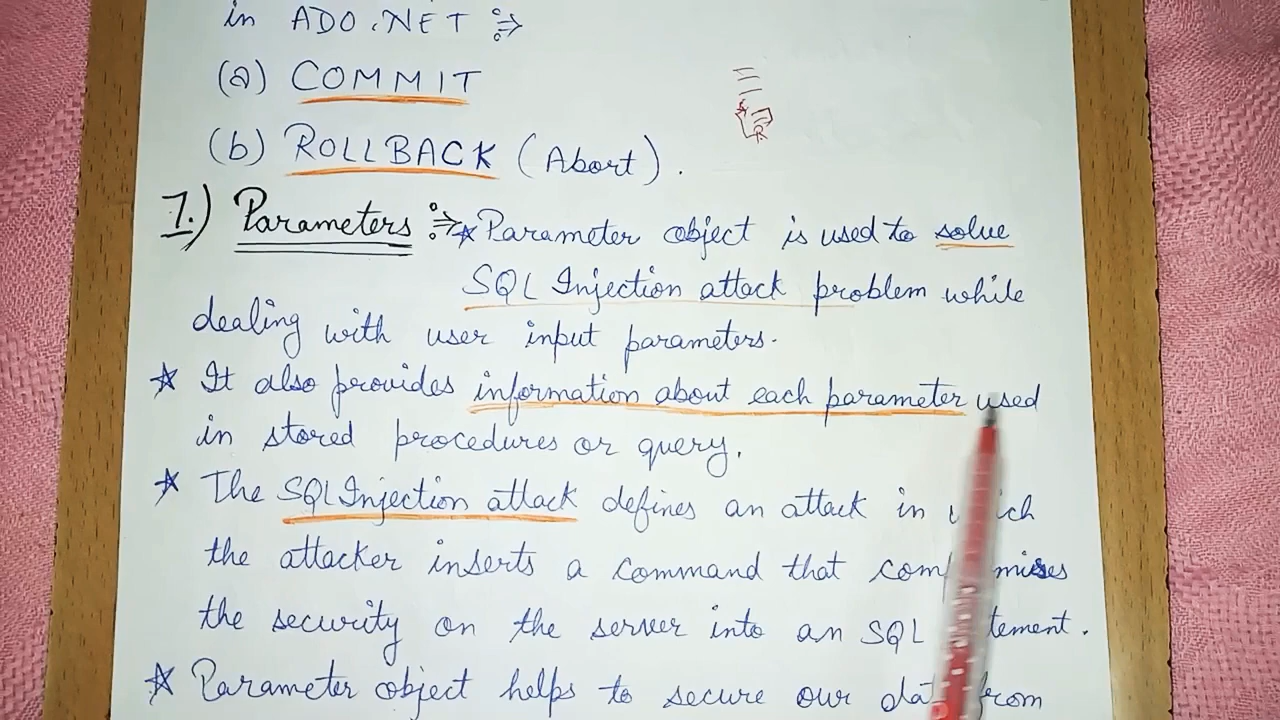 in ADO.NET :->
(a) COMMIT
(b) ROLLBACK (Abort).
7.) Parameters :-> * Parameter object is used to solve
SQL Injection attack problem while
dealing with user input parameters.
* It also provides information about each parameter used
in stored procedures or query.
* The SQL Injection attack defines an attack in
the attacker inserts a command that
the security on the server into an SQL
* Parameter object helps to secure our from